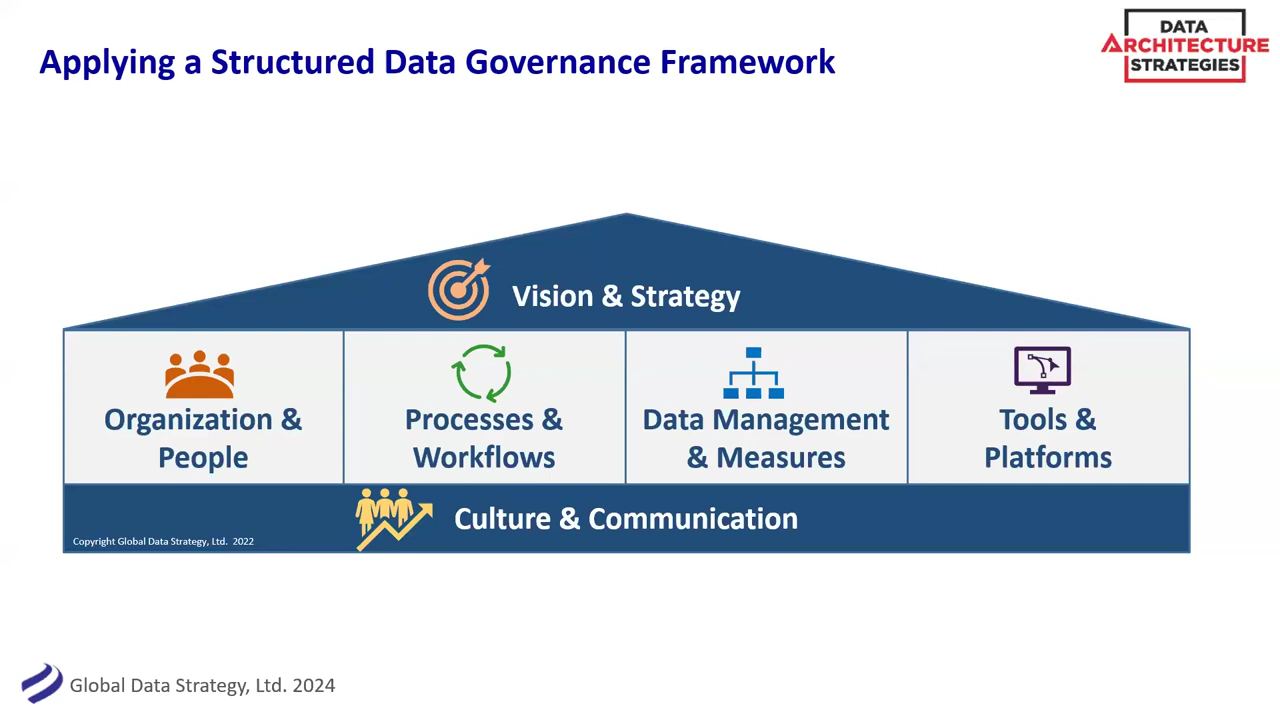 Applying a Structured Data Governance Framework
DATA
ARCHITECTURE
STRATEGIES
Vision & Strategy
Organization &
People
Processes &
Workflows
Data Management
& Measures
Tools &
Platforms
Culture & Communication
Copyright Global Data Strategy, Ltd. 2022
Global Data Strategy, Ltd. 2024